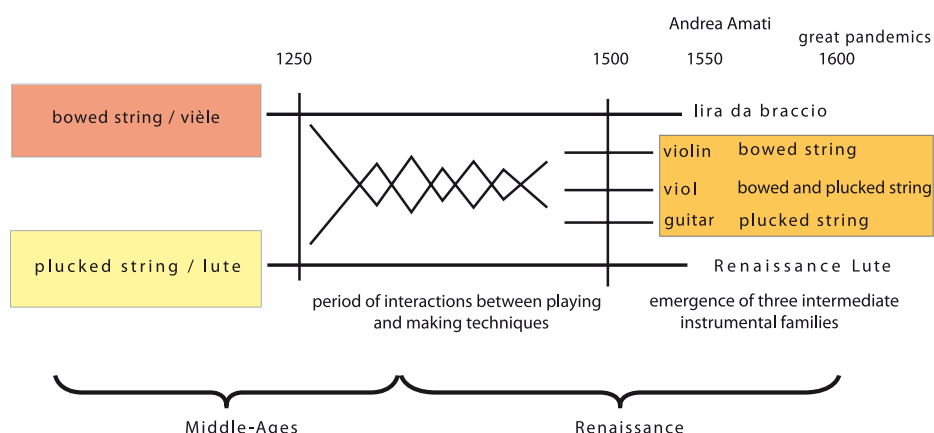 Andrea Amati
great pandemics
1250
1500
1550
1600
bowed string / vièle
lira da braccio
violin bowed string
viol bowed and plucked string
guitar plucked string
plucked string / lute
Renaissance Lute
period of interactions between playing
and making techniques
emergence of three intermediate
instrumental families
Middle-Ages
Renaissance